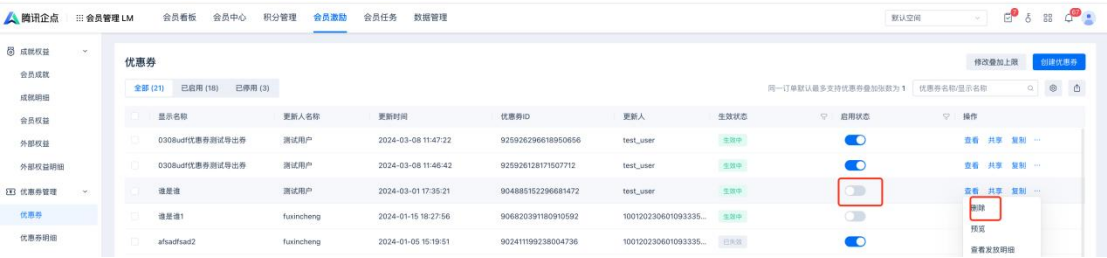 腾讯企点 会员管理 LM 会员看板 会员中心 积分管理 会员激励 会员任务 数据管理 默认空间 7 67
成就权益
会员成就
成就明细
会员权益
外部权益
外部权益明细
优惠券管理
优惠券
优惠券明细
优惠券 修改叠加上限 创建优惠券
全部 (21) 已启用 (18) 已停用 (3) 同一订单默认最多支持优惠券叠加张数为 1 优惠券名称/显示名称
显示名称 更新人名称 更新时间 优惠券ID 更新人 生效状态 启用状态 操作
0308udf优惠券测试导出券 测试用户 2024-03-08 11:47:22 925926296618950656 test_user 生效中 查看 共享 复制 ···
0308udf优惠券测试导出券 测试用户 2024-03-08 11:46:42 925926128171507712 test_user 生效中 查看 共享 复制 ···
谁是谁 测试用户 2024-03-01 17:35:21 904885152296681472 test_user 生效中 查看 共享 复制 ···
谁是谁1 fuxincheng 2024-01-15 18:27:56 906820391180910592 100120230601093335... 生效中
afsadfsad2 fuxincheng 2024-01-05 15:19:51 902411199238004736 100120230601093335... 已失效
删除
预览
查看发放明细